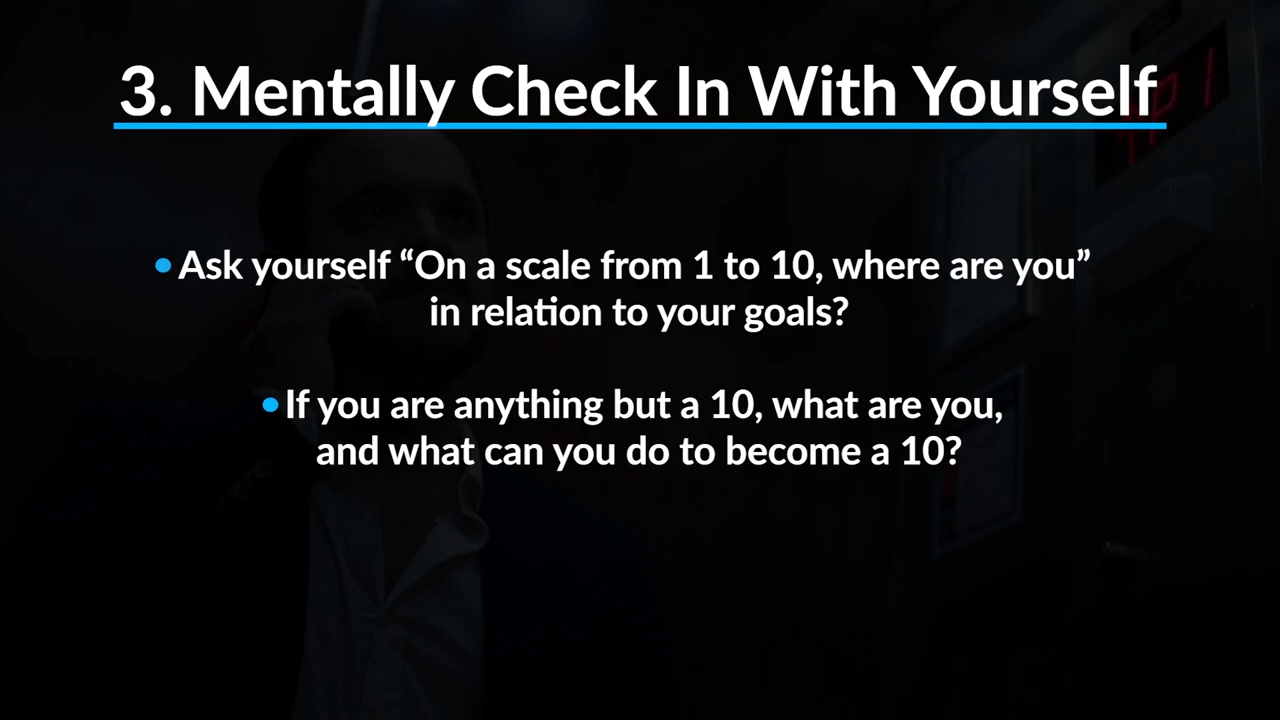 3. Mentally Check In With Yourself
•Ask yourself “On a scale from 1 to 10, where are you”
in relation to your goals?
•If you are anything but a 10, what are you,
and what can you do to become a 10?